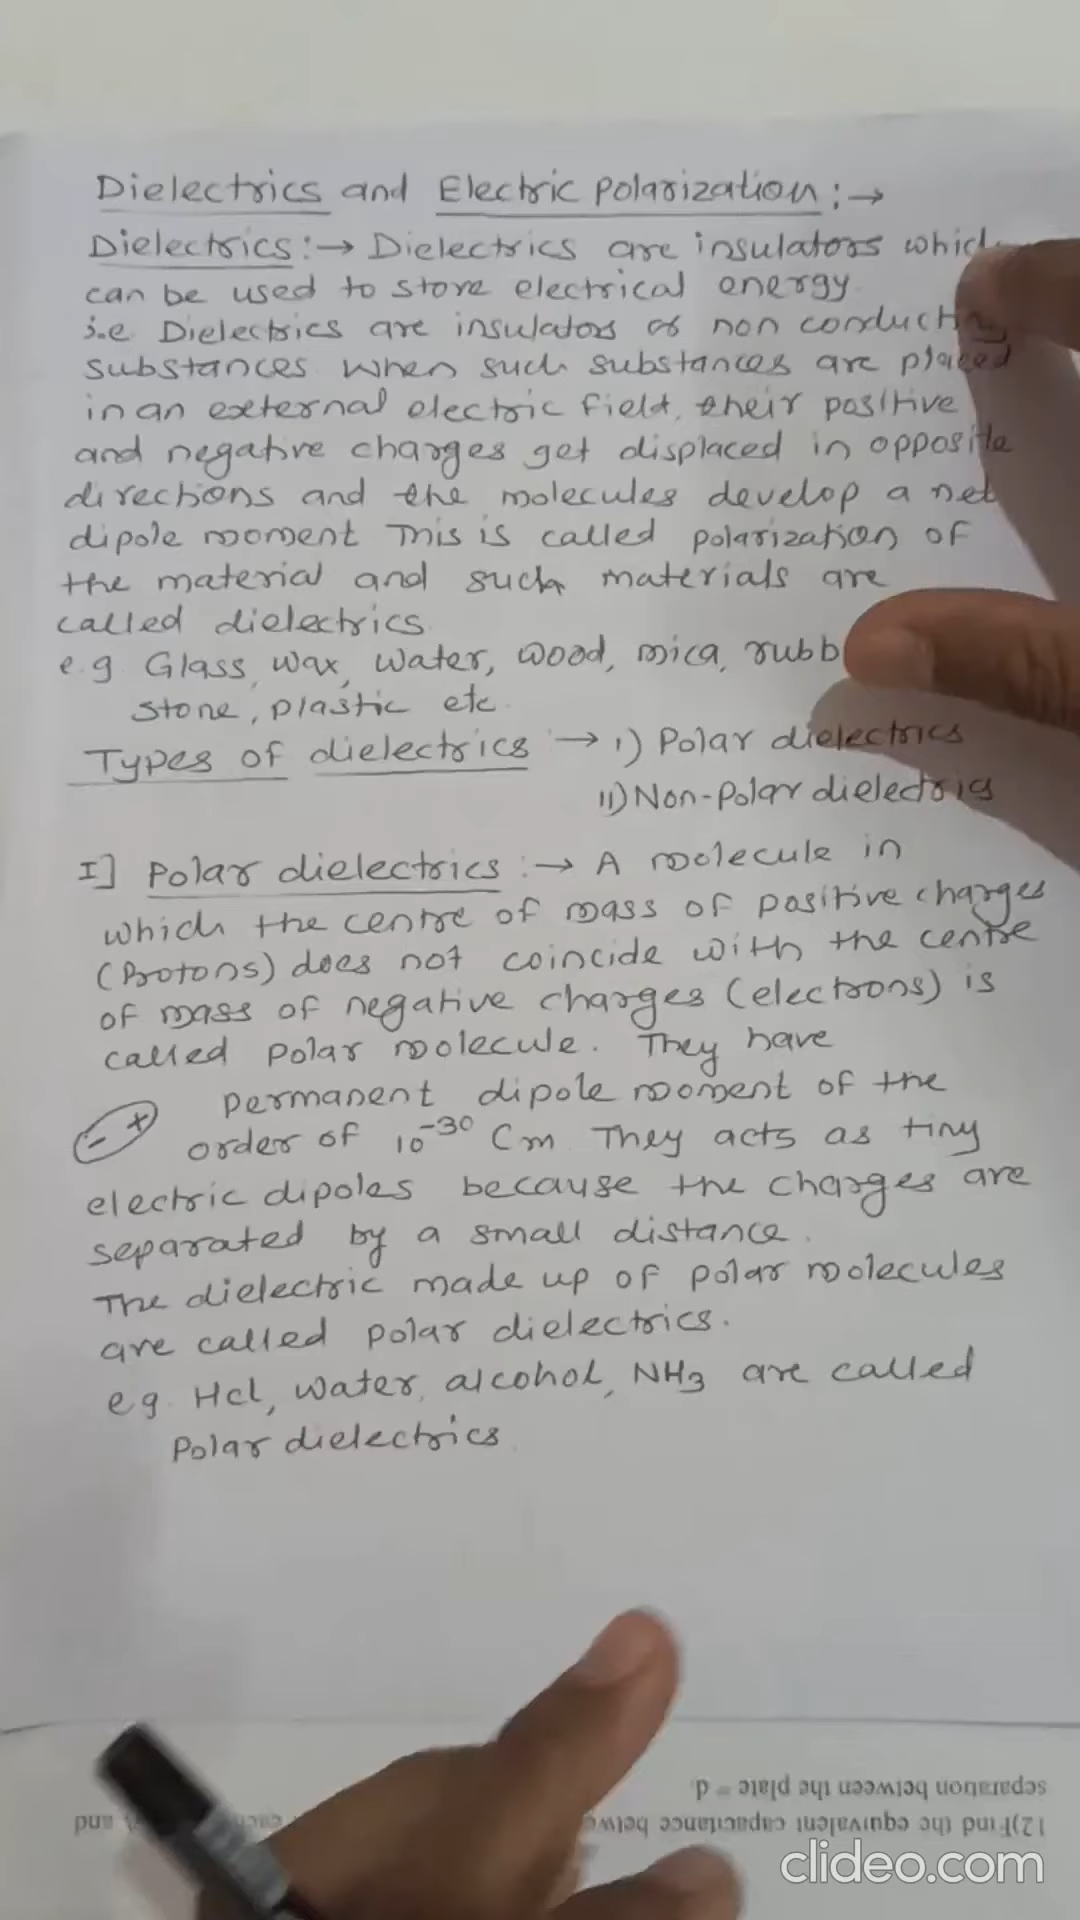 Dielectrics and Electric Polarization:→
Dielectrics:→ Dielectrics are insulators which
can be used to store electrical energy.
i.e Dielectrics are insulators or non conducting
substances. When such substances are placed
in an external electric field, their positive
and negative charges get displaced in opposite
directions and the molecules develop a net
dipole moment This is called polarization of
the material and such materials are
called dielectrics.
e.g Glass, wax, water, wood, mica, rubb
stone, plastic etc.
Types of dielectrics → i) Polar dielectrics
ii) Non-Polar dielectrics
I] Polar dielectrics :→ A molecule in
which the centre of mass of positive charges
(Protons) does not coincide with the centre
of mass of negative charges (electrons) is
called polar molecule. They have
permanent dipole moment of the
- +
order of 10⁻³⁰ Cm They acts as tiny
electric dipoles because the charges are
separated by a small distance.
The dielectric made up of polar molecules
are called polar dielectrics.
e.g. Hcl, water, alcohol, NH3 are called
Polar dielectrics.
separation between the plate = d.
12)Find the equivalent capacitance betwe and
clideo.com